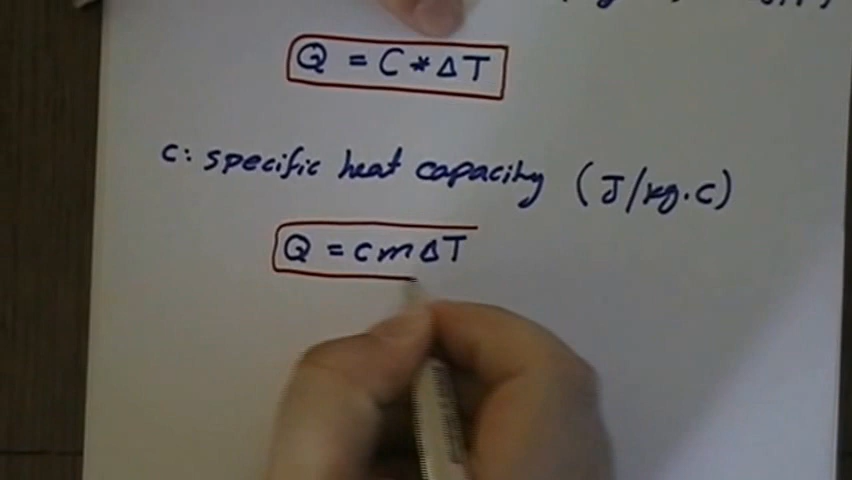 Q = C * ΔT
c: specific heat capacity (J/kg.c)
Q = cmΔT